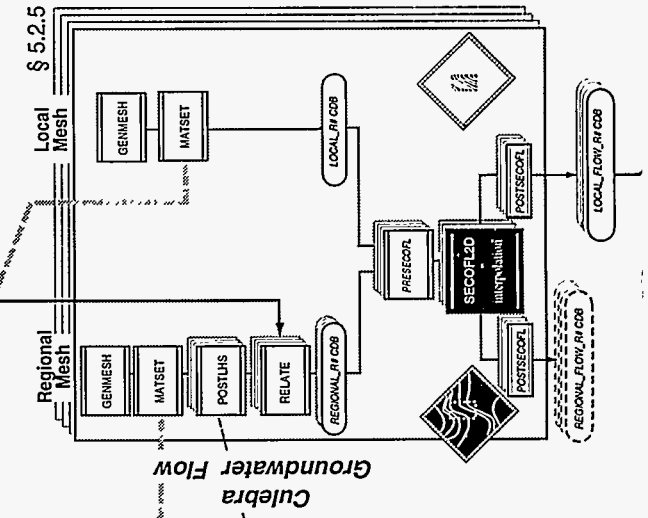 § 5.2.5
Local
Mesh
GENMESH
MATSET
LOCAL_R# CDB
PRESECOFL
SECOFL2D
interpolation
POSTSECOFL
LOCAL_FLOW_R# CDB
Regional
Mesh
GENMESH
MATSET
POSTLHS
RELATE
REGIONAL_R# CDB
POSTSECOFL
REGIONAL_FLOW_R# CDB
Culebra
Groundwater Flow